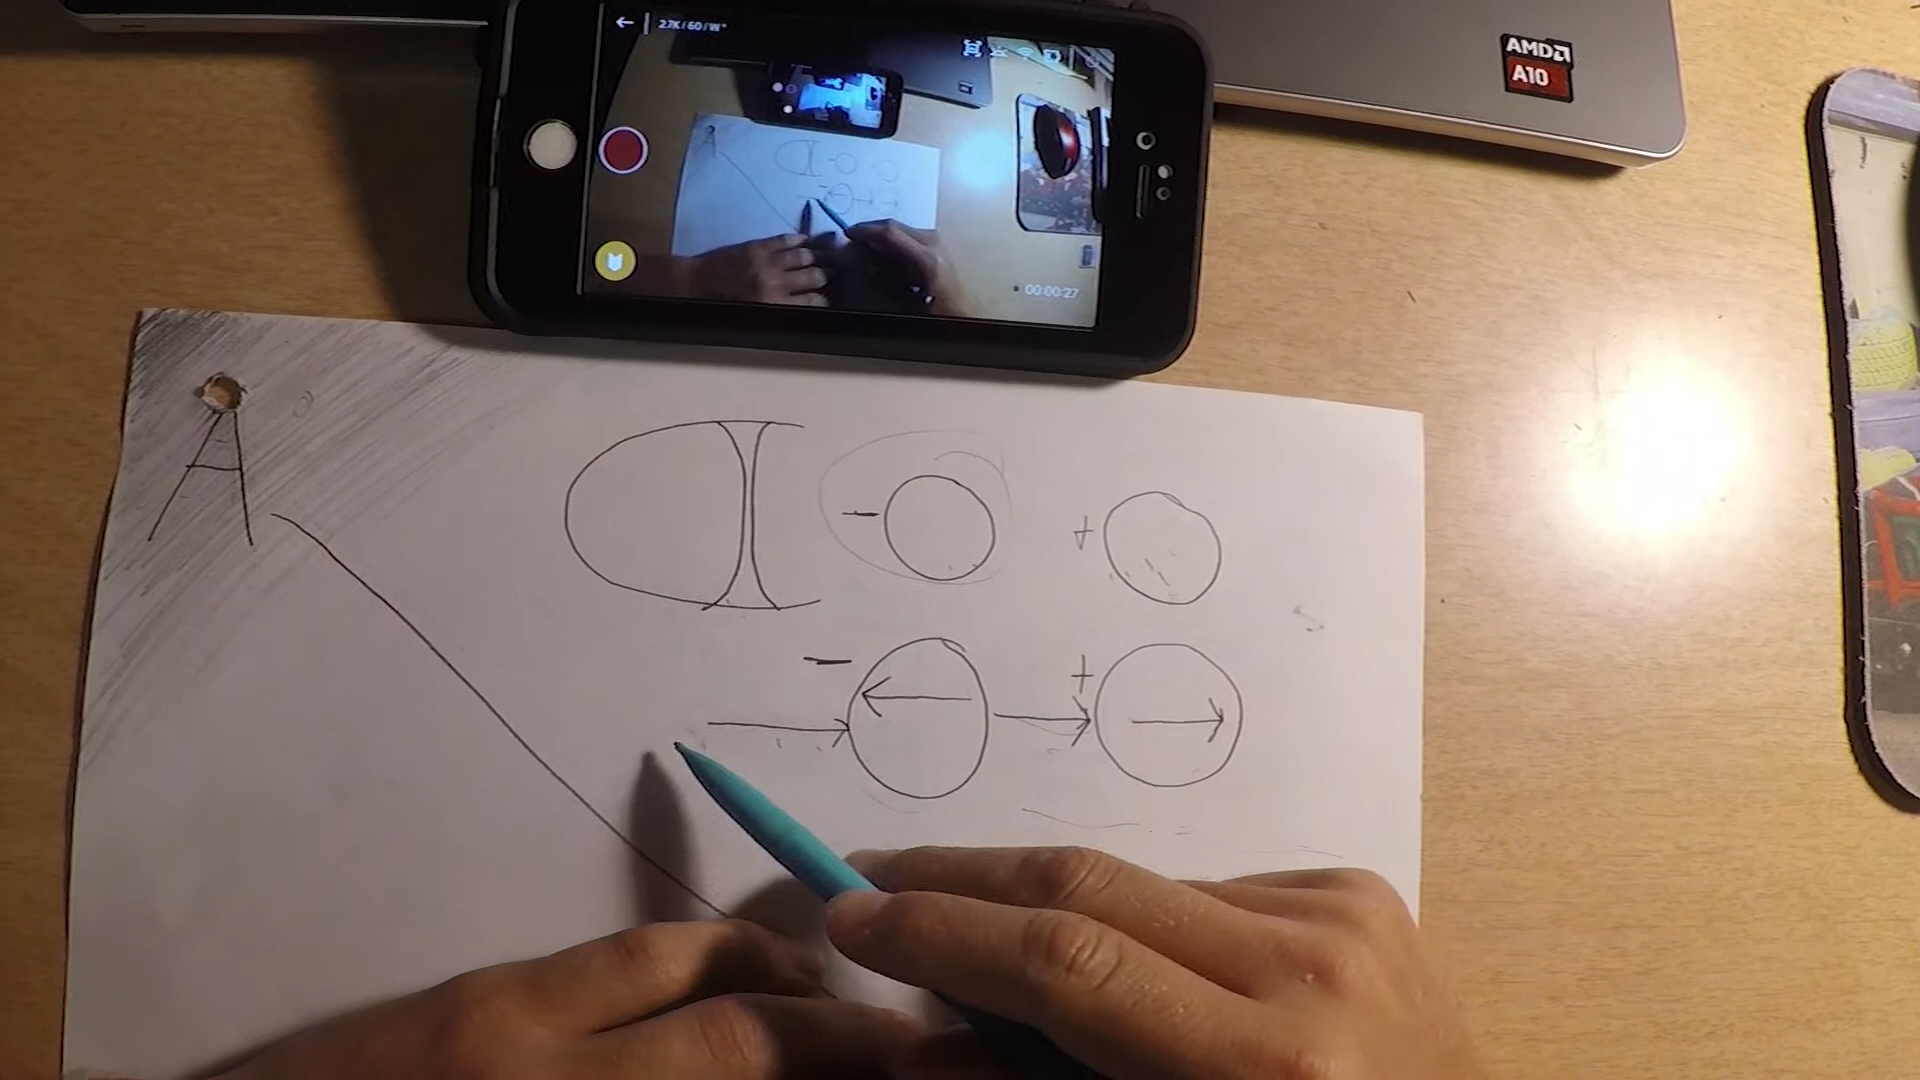 2.7K/60/W
00:00:27
AMD
A10
A
-
+
-
+